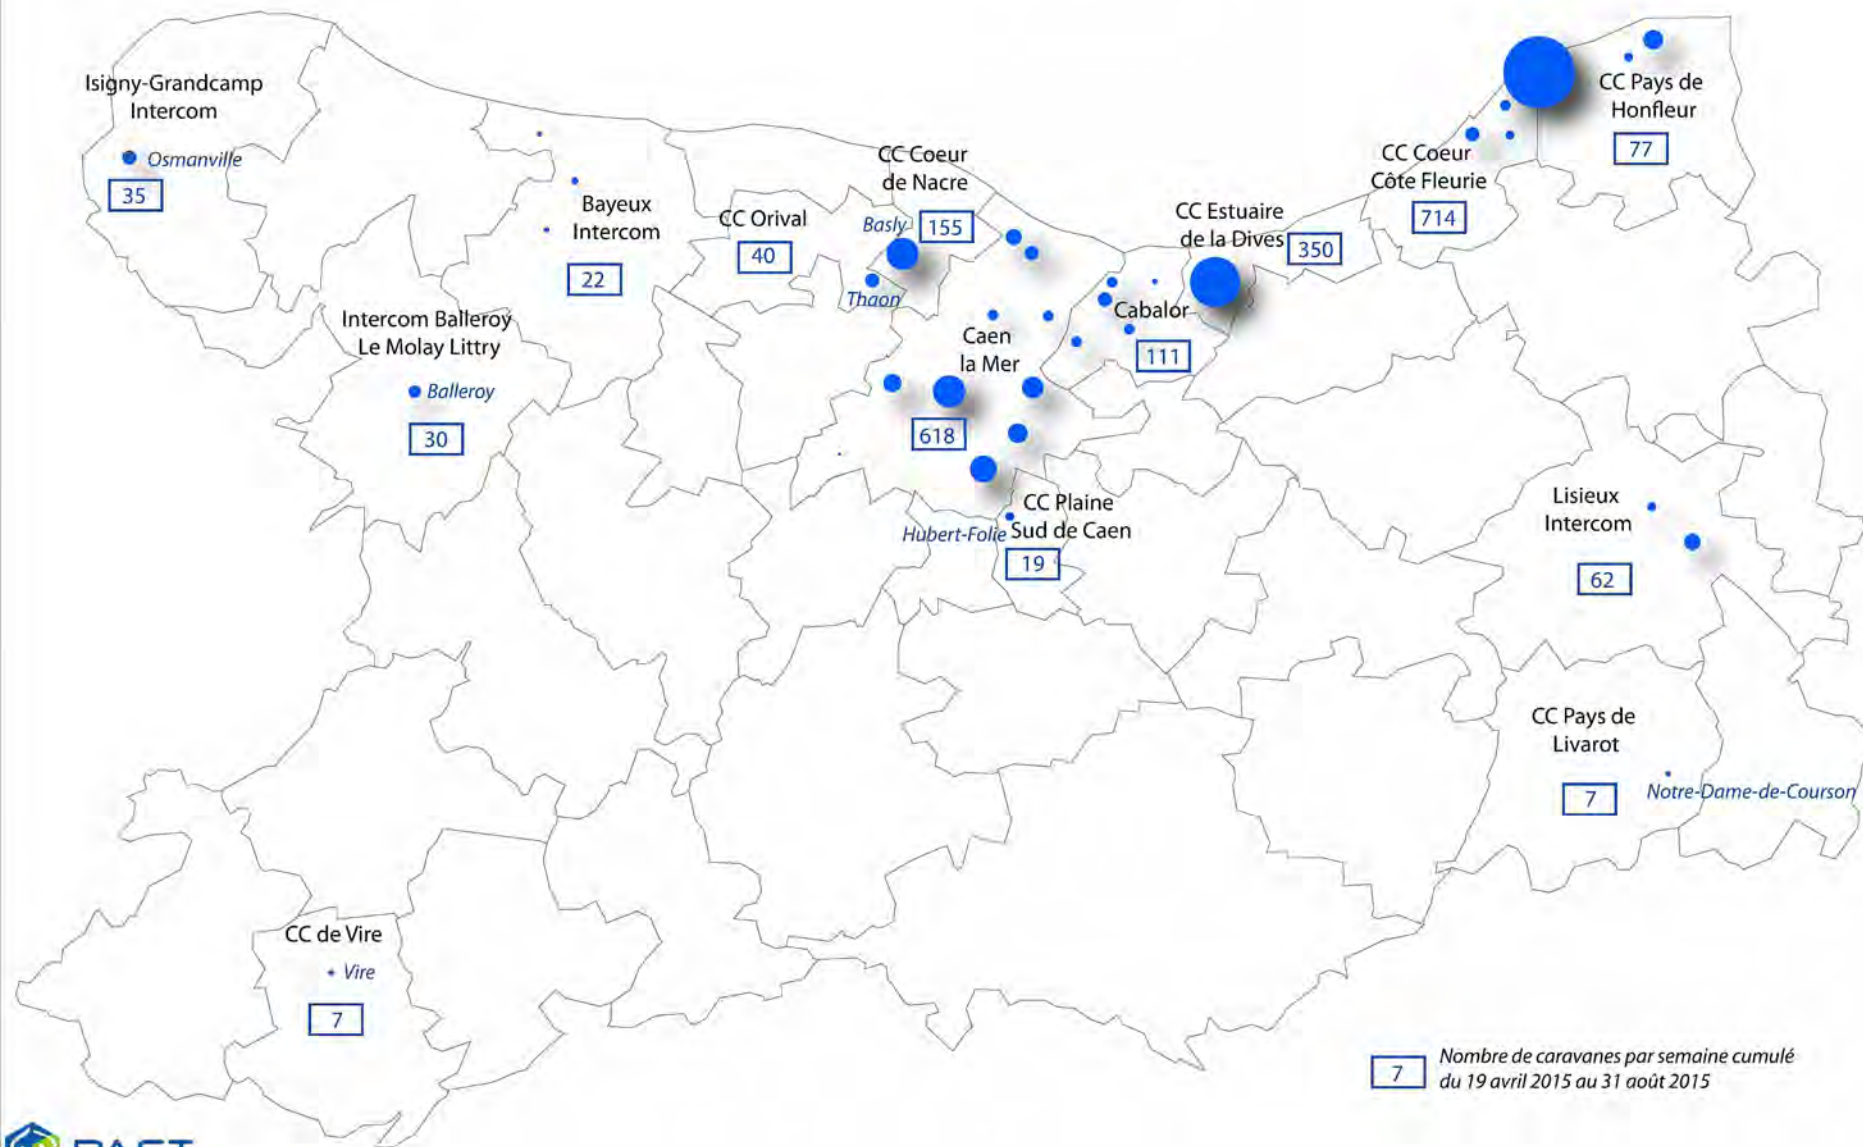 Isigny-Grandcamp
Intercom
Osmanville
35
Bayeux
Intercom
22
CC Orival
40
CC Coeur
de Nacre
Basly
155
Thaon
CC Estuaire
de la Dives
350
CC Coeur
Côte Fleurie
714
CC Pays de
Honfleur
77
Intercom Balleroy
Le Molay Littry
Balleroy
30
Caen
la Mer
618
Cabalor
111
CC Plaine
Sud de Caen
Hubert-Folie
19
Lisieux
Intercom
62
CC Pays de
Livarot
7
Notre-Dame-de-Courson
CC de Vire
Vire
7
7
Nombre de caravanes par semaine cumulé
du 19 avril 2015 au 31 août 2015